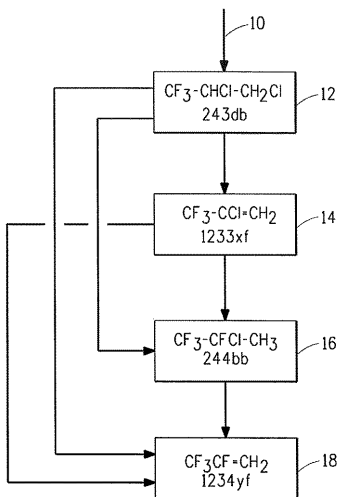 10
CF₃-CHCl-CH₂Cl
243db
12
CF₃-CCl=CH₂
1233xf
14
CF₃-CFCl-CH₃
244bb
16
CF₃CF=CH₂
1234yf
18